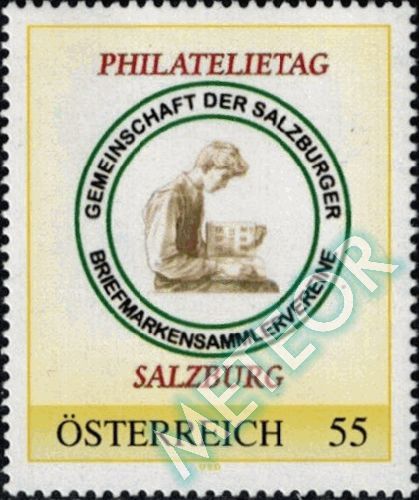 PHILATELIETAG
GEMEINSCHAFT DER SALZBURGER
BRIEFMARKENSAMMLERVEREINE
SALZBURG
ÖSTERREICH 55
METEOR